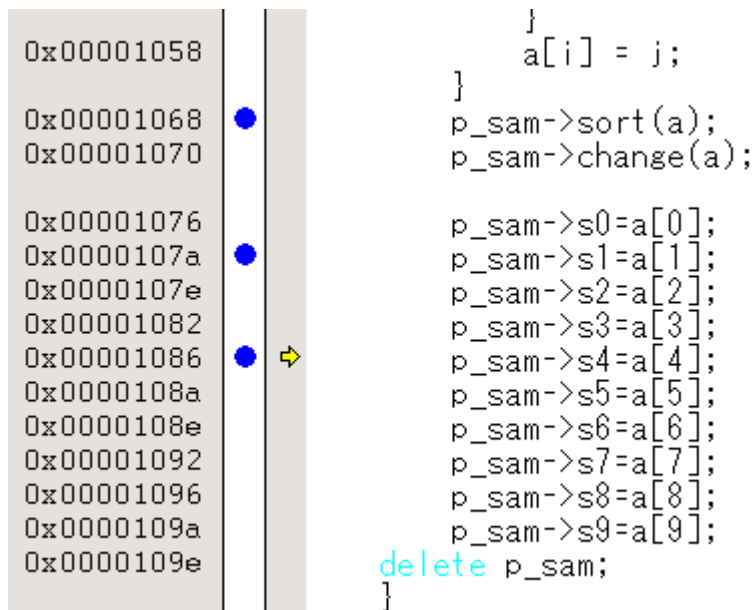 }
0x00001058 a[i] = j;
}
0x00001068 p_sam->sort(a);
0x00001070 p_sam->change(a);
0x00001076 p_sam->s0=a[0];
0x0000107a p_sam->s1=a[1];
0x0000107e p_sam->s2=a[2];
0x00001082 p_sam->s3=a[3];
0x00001086 p_sam->s4=a[4];
0x0000108a p_sam->s5=a[5];
0x0000108e p_sam->s6=a[6];
0x00001092 p_sam->s7=a[7];
0x00001096 p_sam->s8=a[8];
0x0000109a p_sam->s9=a[9];
0x0000109e delete p_sam;
}